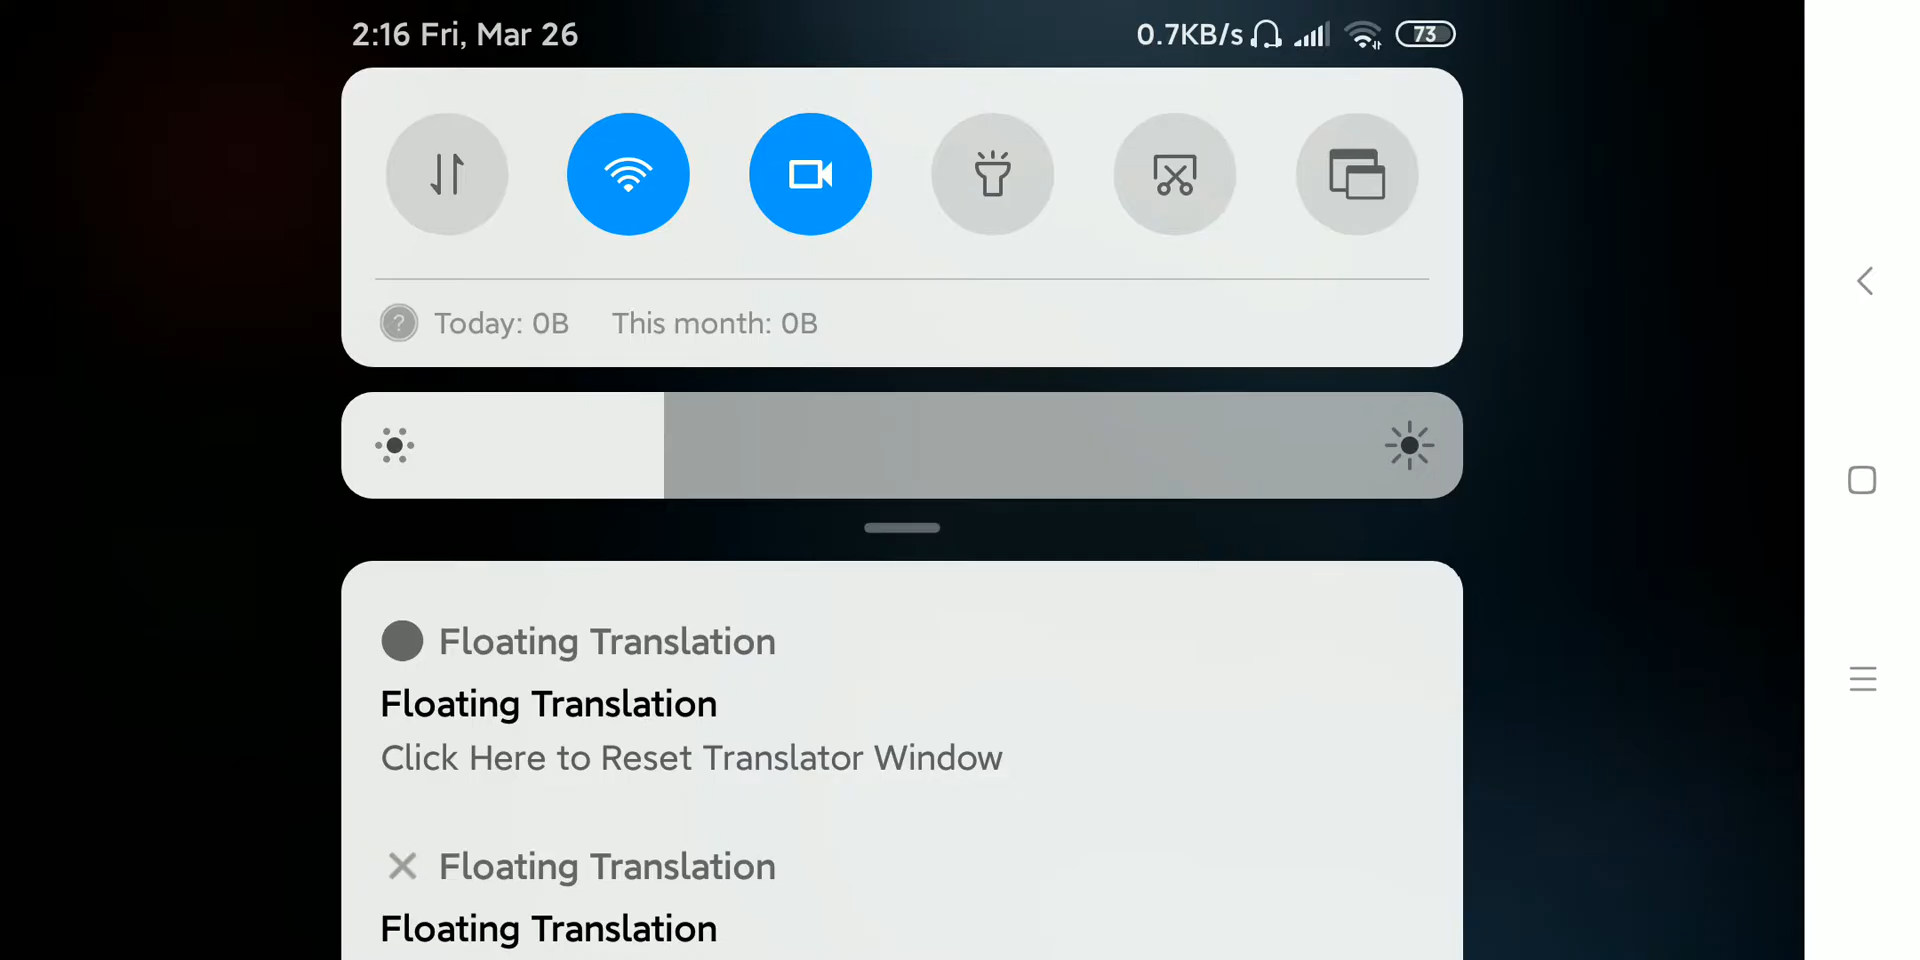 2:16 Fri, Mar 26
0.7KB/s 73
? Today: 0B This month: 0B
Floating Translation
Floating Translation
Click Here to Reset Translator Window
Floating Translation
Floating Translation